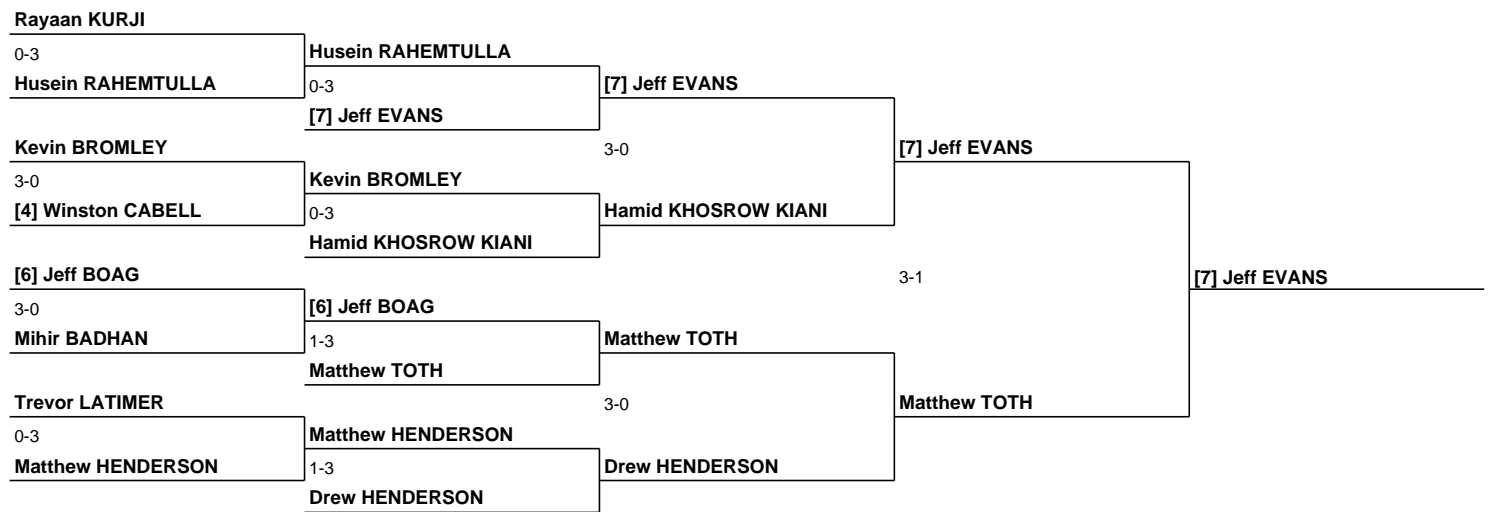 Rayaan KURJI
0-3 Husein RAHEMTULLA
Husein RAHEMTULLA 0-3 [7] Jeff EVANS
[7] Jeff EVANS
Kevin BROMLEY 3-0 [7] Jeff EVANS
3-0 Kevin BROMLEY
[4] Winston CABELL 0-3 Hamid KHOSROW KIANI
Hamid KHOSROW KIANI
[6] Jeff BOAG 3-1 [7] Jeff EVANS
3-0 [6] Jeff BOAG
Mihir BADHAN 1-3 Matthew TOTH
Matthew TOTH
Trevor LATIMER 3-0 Matthew TOTH
0-3 Matthew HENDERSON
Matthew HENDERSON 1-3 Drew HENDERSON
Drew HENDERSON